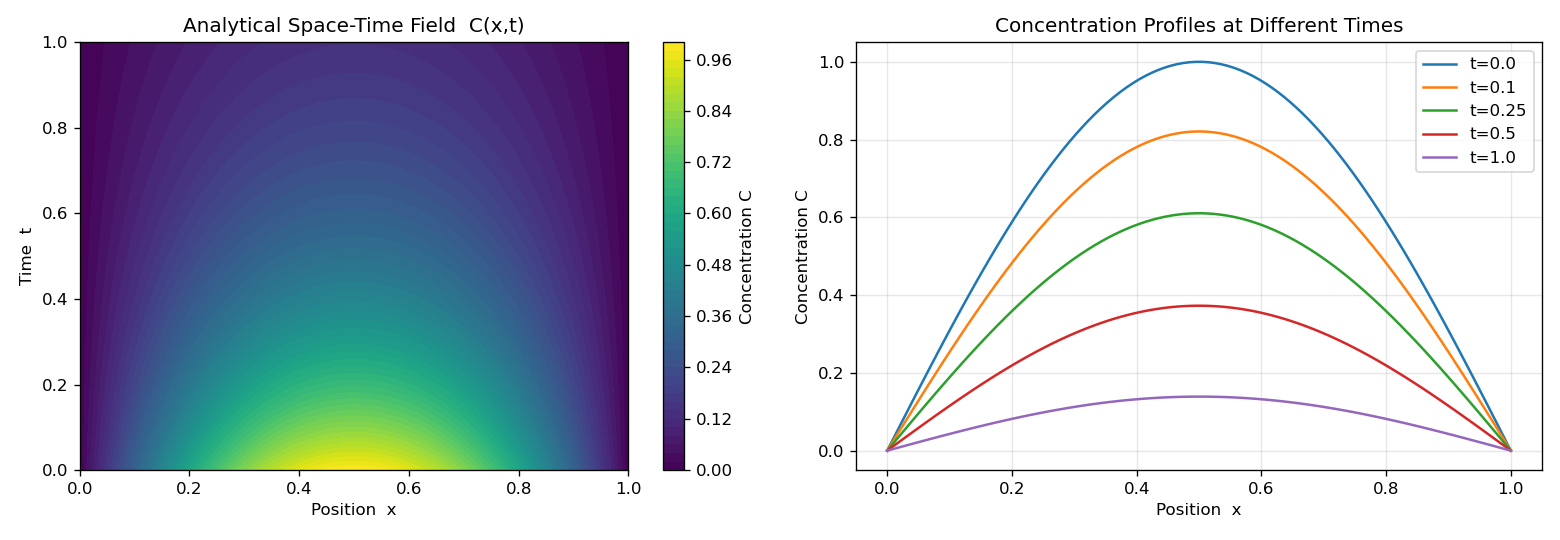 Analytical Space-Time Field  C(x,t)
1.0
0.8
0.6
0.4
0.2
0.0
Time  t
0.0 0.2 0.4 0.6 0.8 1.0
Position  x
0.96
0.84
0.72
0.60
0.48
0.36
0.24
0.12
0.00
Concentration C
Concentration Profiles at Different Times
1.0
0.8
0.6
0.4
0.2
0.0
Concentration C
t=0.0
t=0.1
t=0.25
t=0.5
t=1.0
0.0 0.2 0.4 0.6 0.8 1.0
Position  x